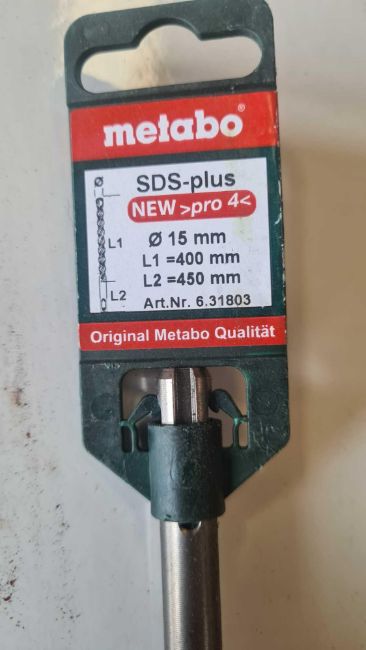 metabo®
SDS-plus
NEW >pro 4<
Ø
L1
L2
Ø 15 mm
L1 =400 mm
L2 =450 mm
Art.Nr. 6.31803
Original Metabo Qualität